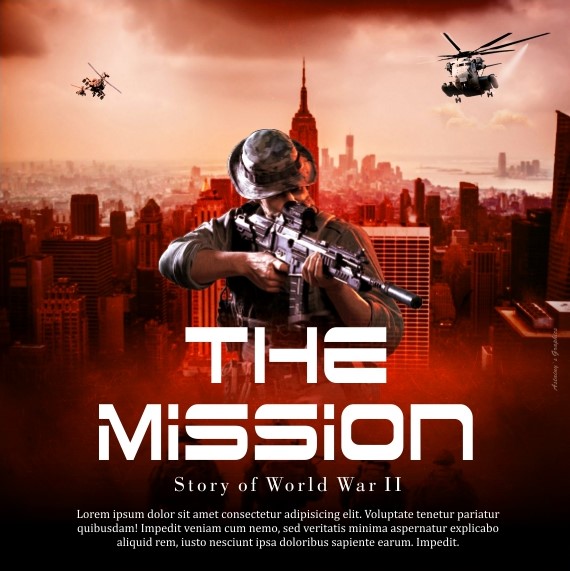 THE
MiSSiON
Story of World War II
Lorem ipsum dolor sit amet consectetur adipisicing elit. Voluptate tenetur pariatur
quibusdam! Impedit veniam cum nemo, sed veritatis minima aspernatur explicabo
aliquid rem, iusto nesciunt ipsa doloribus sapiente earum. Impedit.